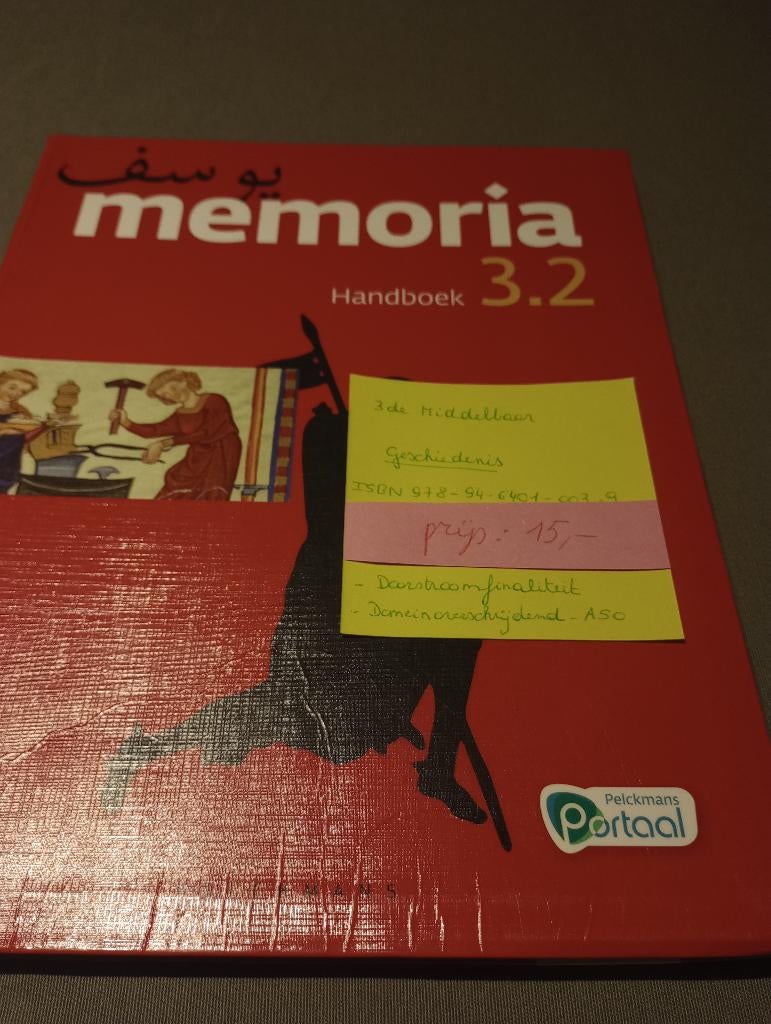 يوسف
memoria
Handboek 3.2
3de Middelbaar
Geschiedenis
ISBN 978-94-6401-003-9
prijs: 15,-
- Doorstroomfinaliteit
- Domeinoverschrijdend - ASO
Pelckmans
Portaal